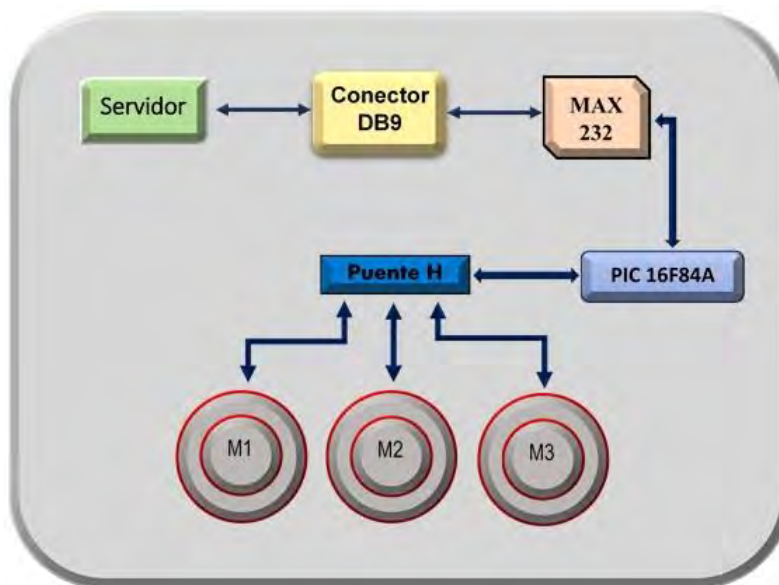 Servidor
Conector
DB9
MAX
232
Puente H
PIC 16F84A
M1
M2
M3